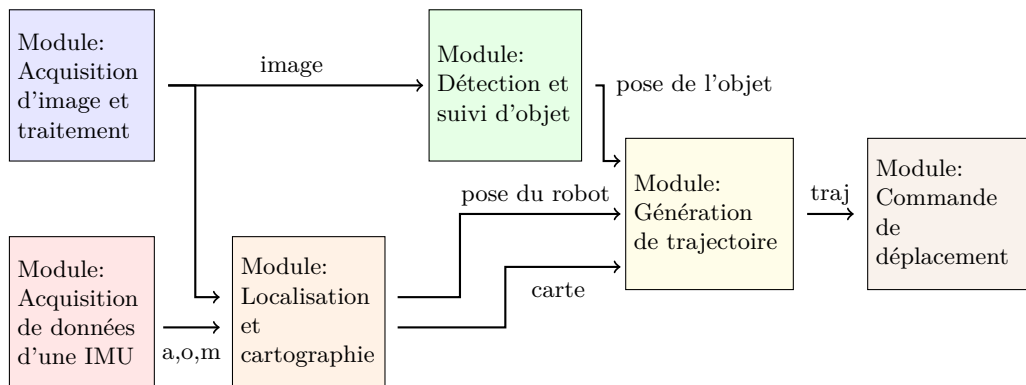 Module:
Acquisition
d'image et
traitement
image
Module:
Détection et
suivi d'objet
pose de l'objet
Module:
Génération
de trajectoire
traj
Module:
Commande
de
déplacement
pose du robot
carte
Module:
Acquisition
de données
d'une IMU
a,o,m
Module:
Localisation
et
cartographie